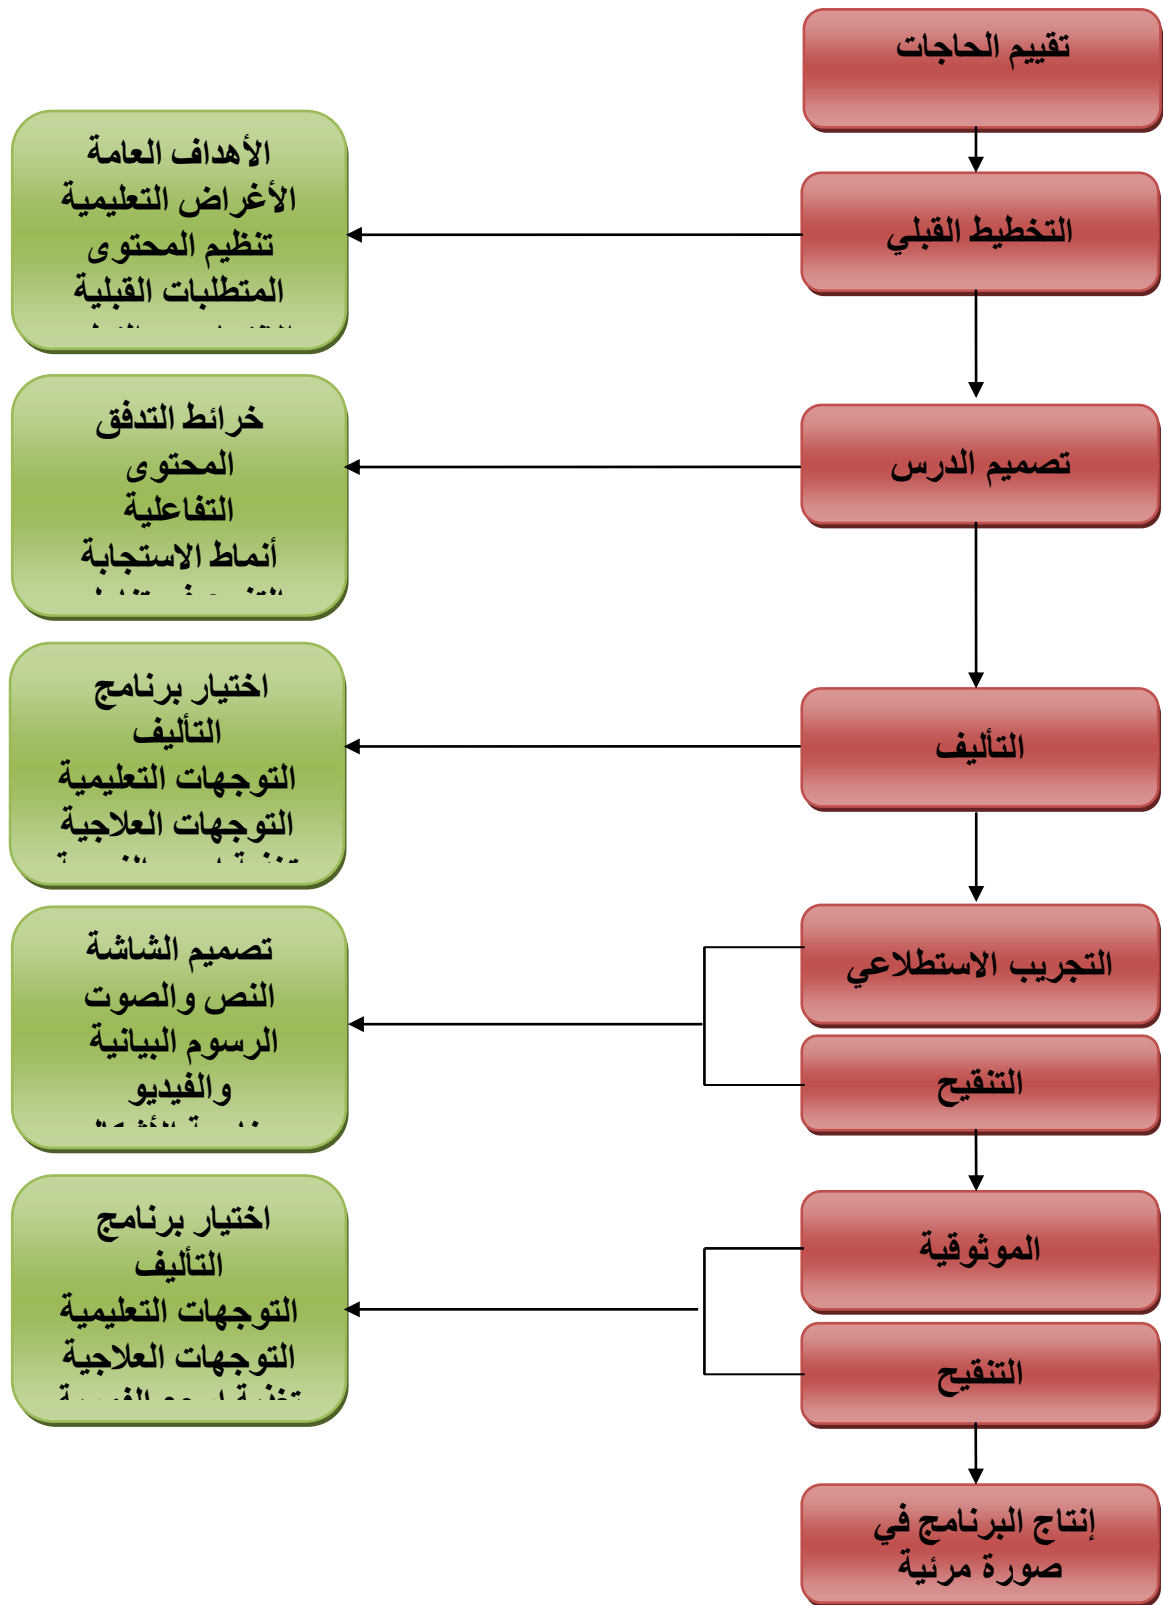 تقييم الحاجات
التخطيط القبلي
الأهداف العامة
الأغراض التعليمية
تنظيم المحتوى
المتطلبات القبلية
تصميم الدرس
خرائط التدفق
المحتوى
التفاعلية
أنماط الاستجابة
التأليف
اختيار برنامج
التأليف
التوجهات التعليمية
التوجهات العلاجية
التجريب الاستطلاعي
التنقيح
تصميم الشاشة
النص والصوت
الرسوم البيانية
والفيديو
الموثوقية
التنقيح
اختيار برنامج
التأليف
التوجهات التعليمية
التوجهات العلاجية
إنتاج البرنامج في
صورة مرئية